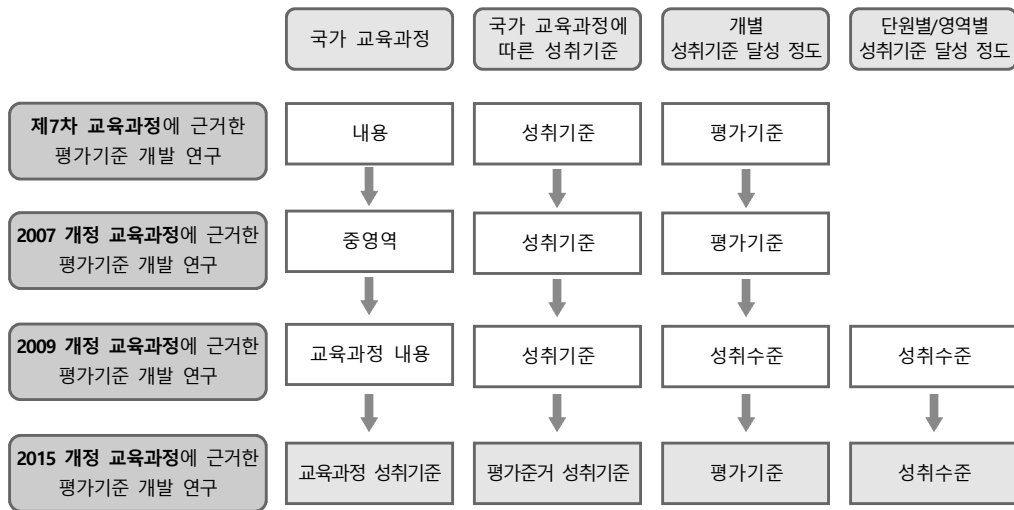 국가 교육과정
국가 교육과정에
따른 성취기준
개별
성취기준 달성 정도
단원별/영역별
성취기준 달성 정도
제7차 교육과정에 근거한
평가기준 개발 연구
내용
성취기준
평가기준
2007 개정 교육과정에 근거한
평가기준 개발 연구
중영역
성취기준
평가기준
2009 개정 교육과정에 근거한
평가기준 개발 연구
교육과정 내용
성취기준
성취수준
성취수준
2015 개정 교육과정에 근거한
평가기준 개발 연구
교육과정 성취기준
평가준거 성취기준
평가기준
성취수준